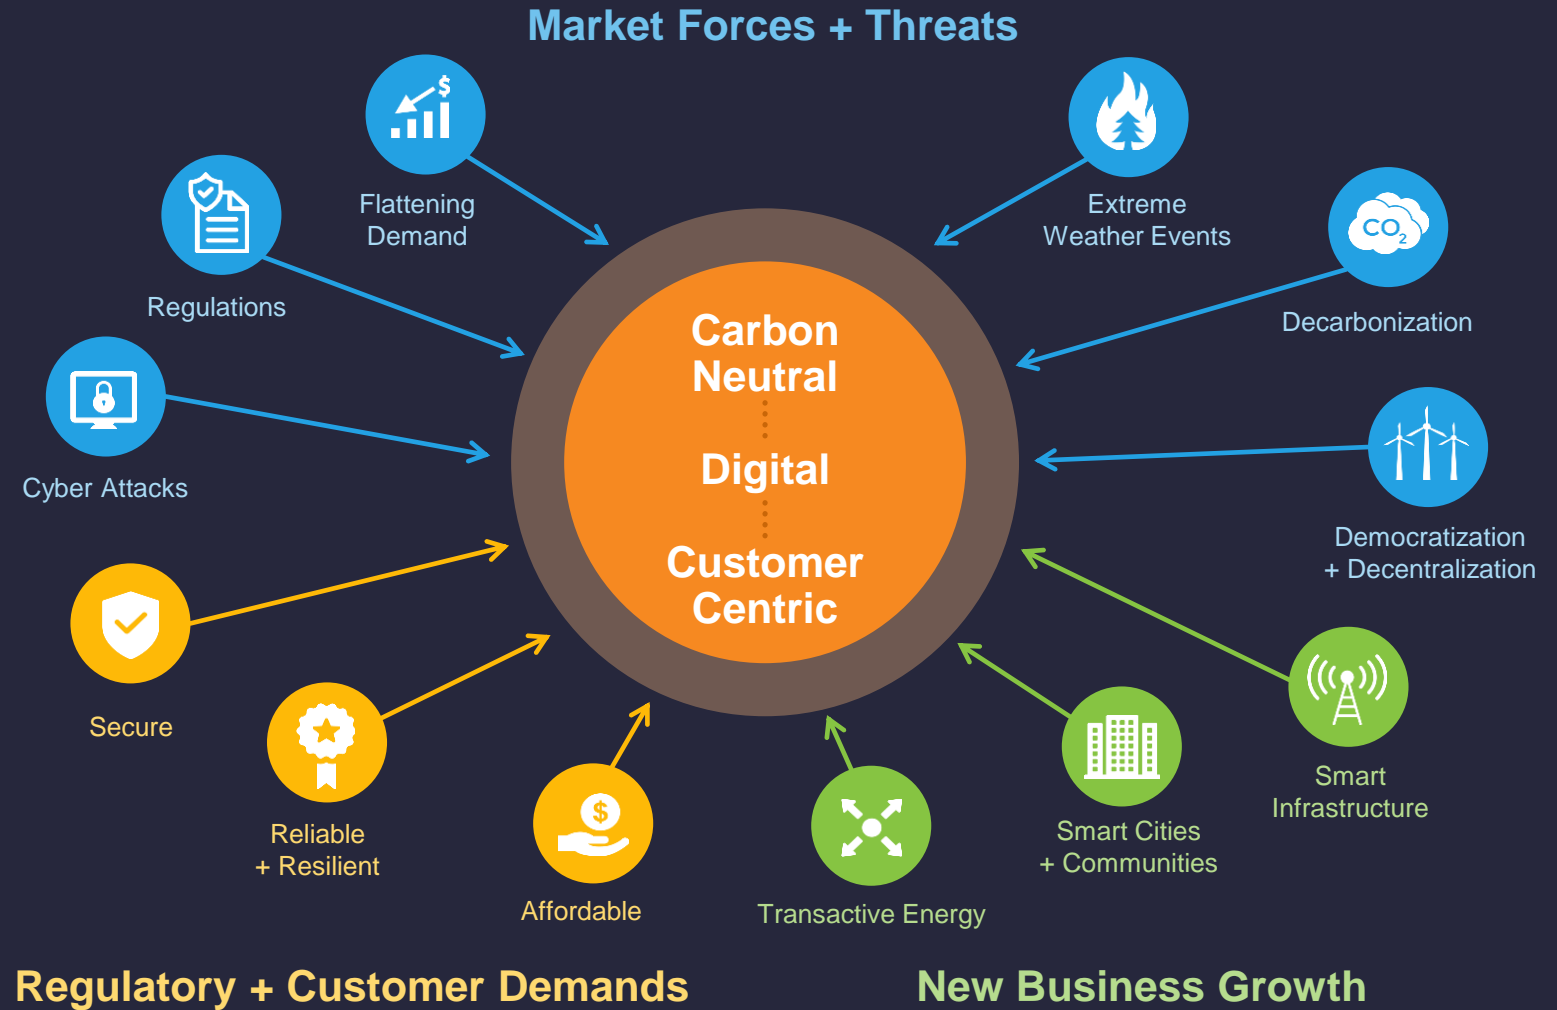 Market Forces + Threats
$
Flattening
Demand
Extreme
Weather Events
Regulations
CO₂
Decarbonization
Cyber Attacks
Democratization
+ Decentralization
Carbon
Neutral
Digital
Customer
Centric
Secure
Reliable
+ Resilient
$
Affordable
Transactive Energy
Smart Cities
+ Communities
Smart
Infrastructure
Regulatory + Customer Demands
New Business Growth